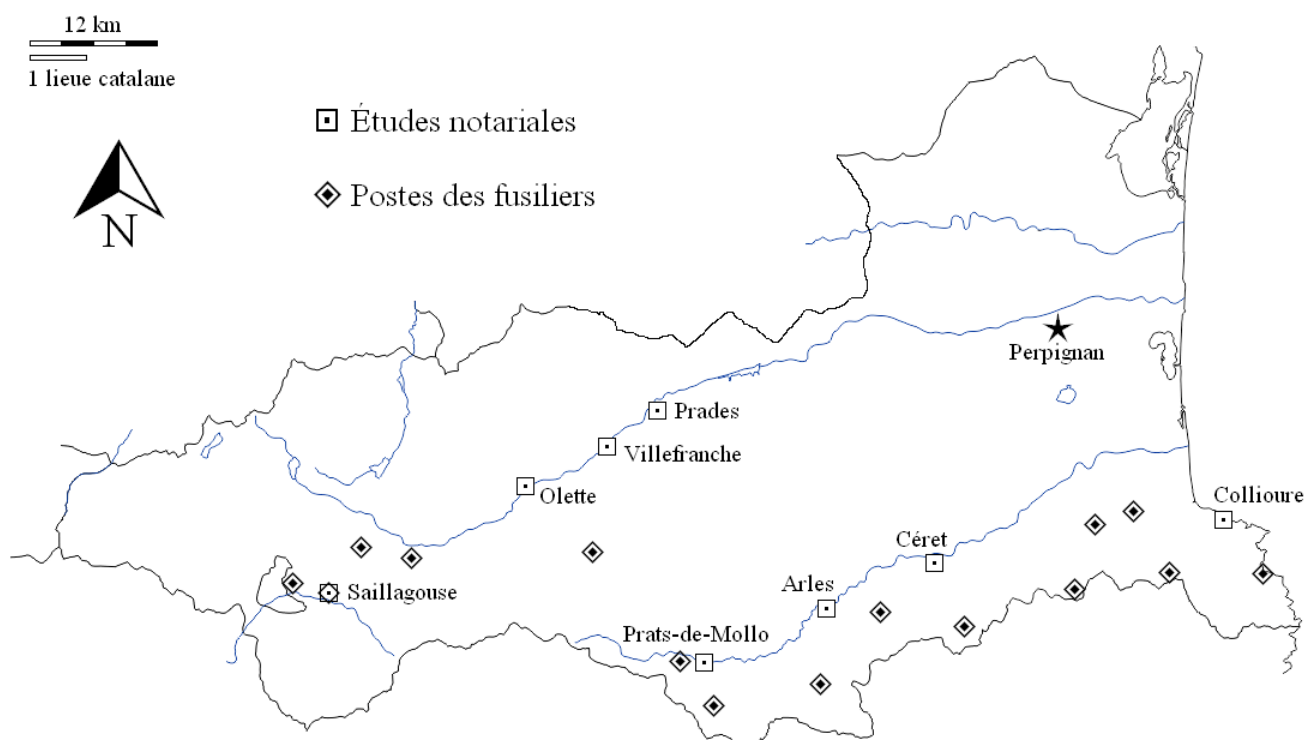 12 km
1 lieue catalane
Études notariales
N
Postes des fusiliers
Perpignan
Prades
Villefranche
Olette
Collioure
Céret
Saillagouse
Arles
Prats-de-Mollo